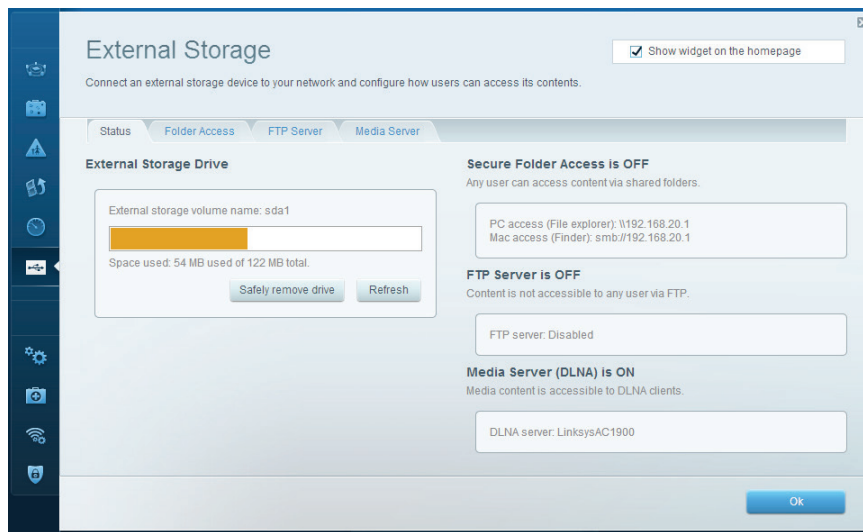 External Storage
Show widget on the homepage
Connect an external storage device to your network and configure how users can access its contents.
Status
Folder Access
FTP Server
Media Server
External Storage Drive
External storage volume name: sda1
Space used: 54 MB used of 122 MB total.
Safely remove drive
Refresh
Secure Folder Access is OFF
Any user can access content via shared folders.
PC access (File explorer): \\192.168.20.1
Mac access (Finder): smb://192.168.20.1
FTP Server is OFF
Content is not accessible to any user via FTP.
FTP server: Disabled
Media Server (DLNA) is ON
Media content is accessible to DLNA clients.
DLNA server: LinksysAC1900
Ok